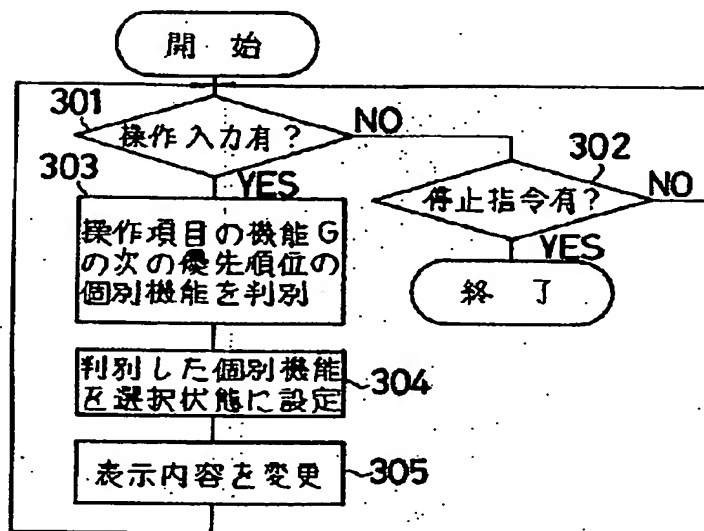 開始
301
操作入力有?
NO
302
303
YES
停止指令有?
NO
操作項目の機能G
の次の優先順位の
個別機能を判別
YES
終了
判別した個別機能
を選択状態に設定
304
表示内容を変更
305